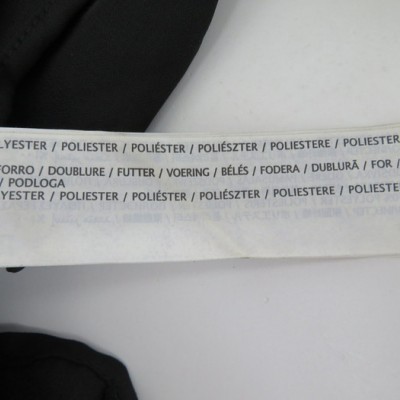 LYESTER / POLIESTER / POLIÉSTER / POLIÉSZTER / POLIESTERE / POLIESTER
FORRO / DOUBLURE / FUTTER / VOERING / BÉLÉS / FODERA / DUBLURĂ / FOR /
/ PODLOGA
LYESTER / POLIESTER / POLIÉSTER / POLIÉSZTER / POLIESTERE / POLIESTE